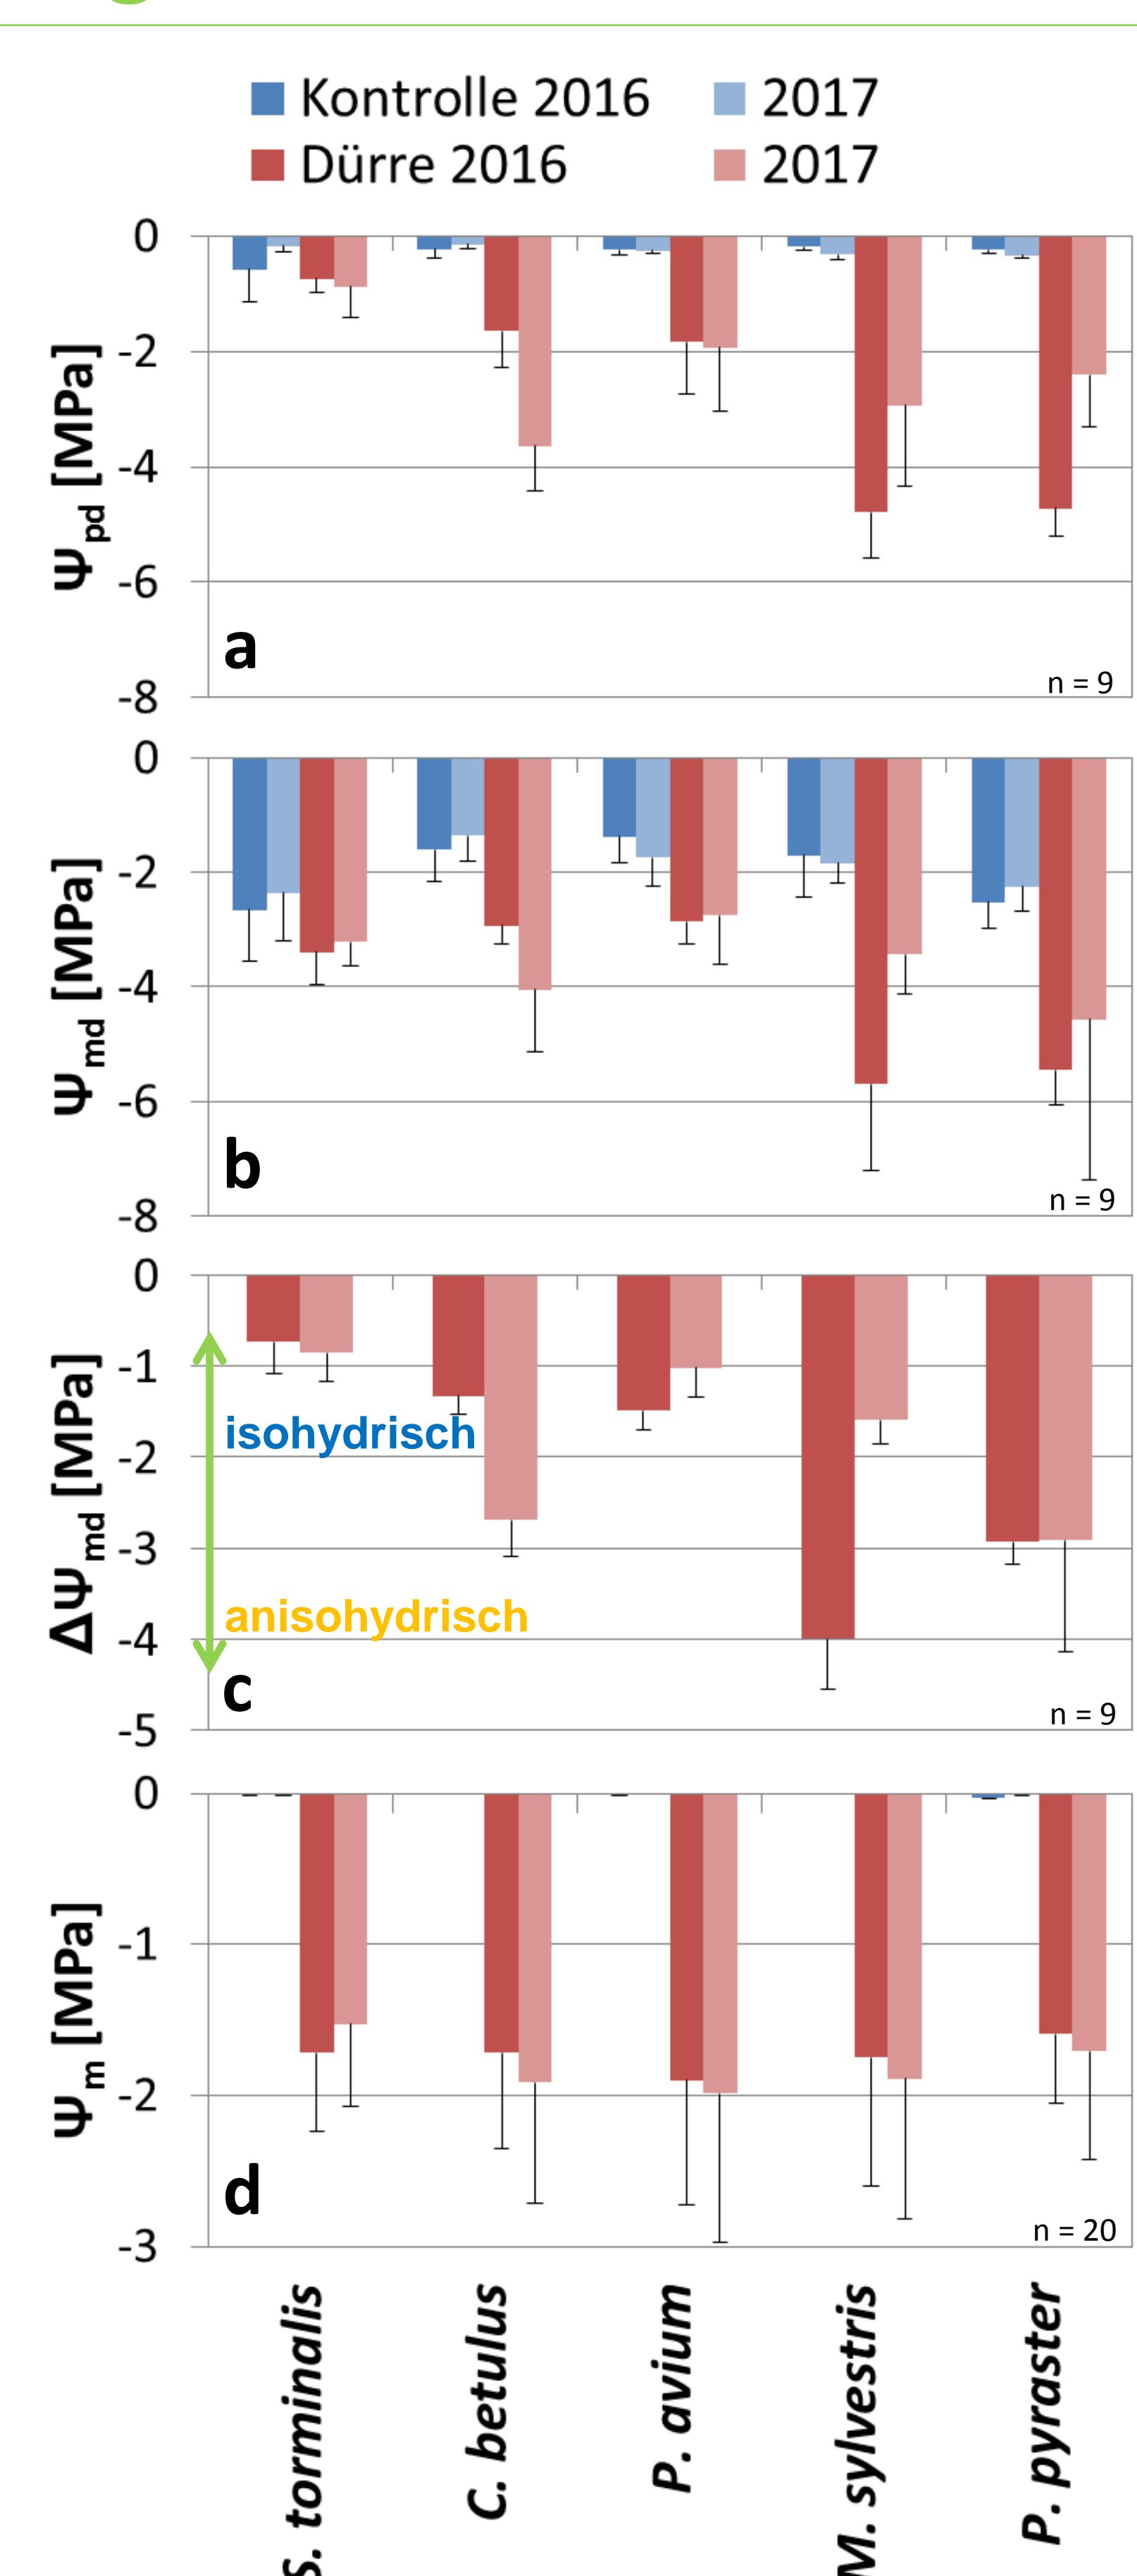 Kontrolle 2016 2017
Dürre 2016 2017
Ψpd [MPa]
0
-2
-4
-6
-8
a
n = 9
Ψmd [MPa]
0
-2
-4
-6
-8
b
n = 9
ΔΨmd [MPa]
0
-1
-2
-3
-4
-5
isohydrisch
anisohydrisch
c
n = 9
Ψm [MPa]
0
-1
-2
-3
d
n = 20
S. torminalis
C. betulus
P. avium
M. sylvestris
P. pyraster